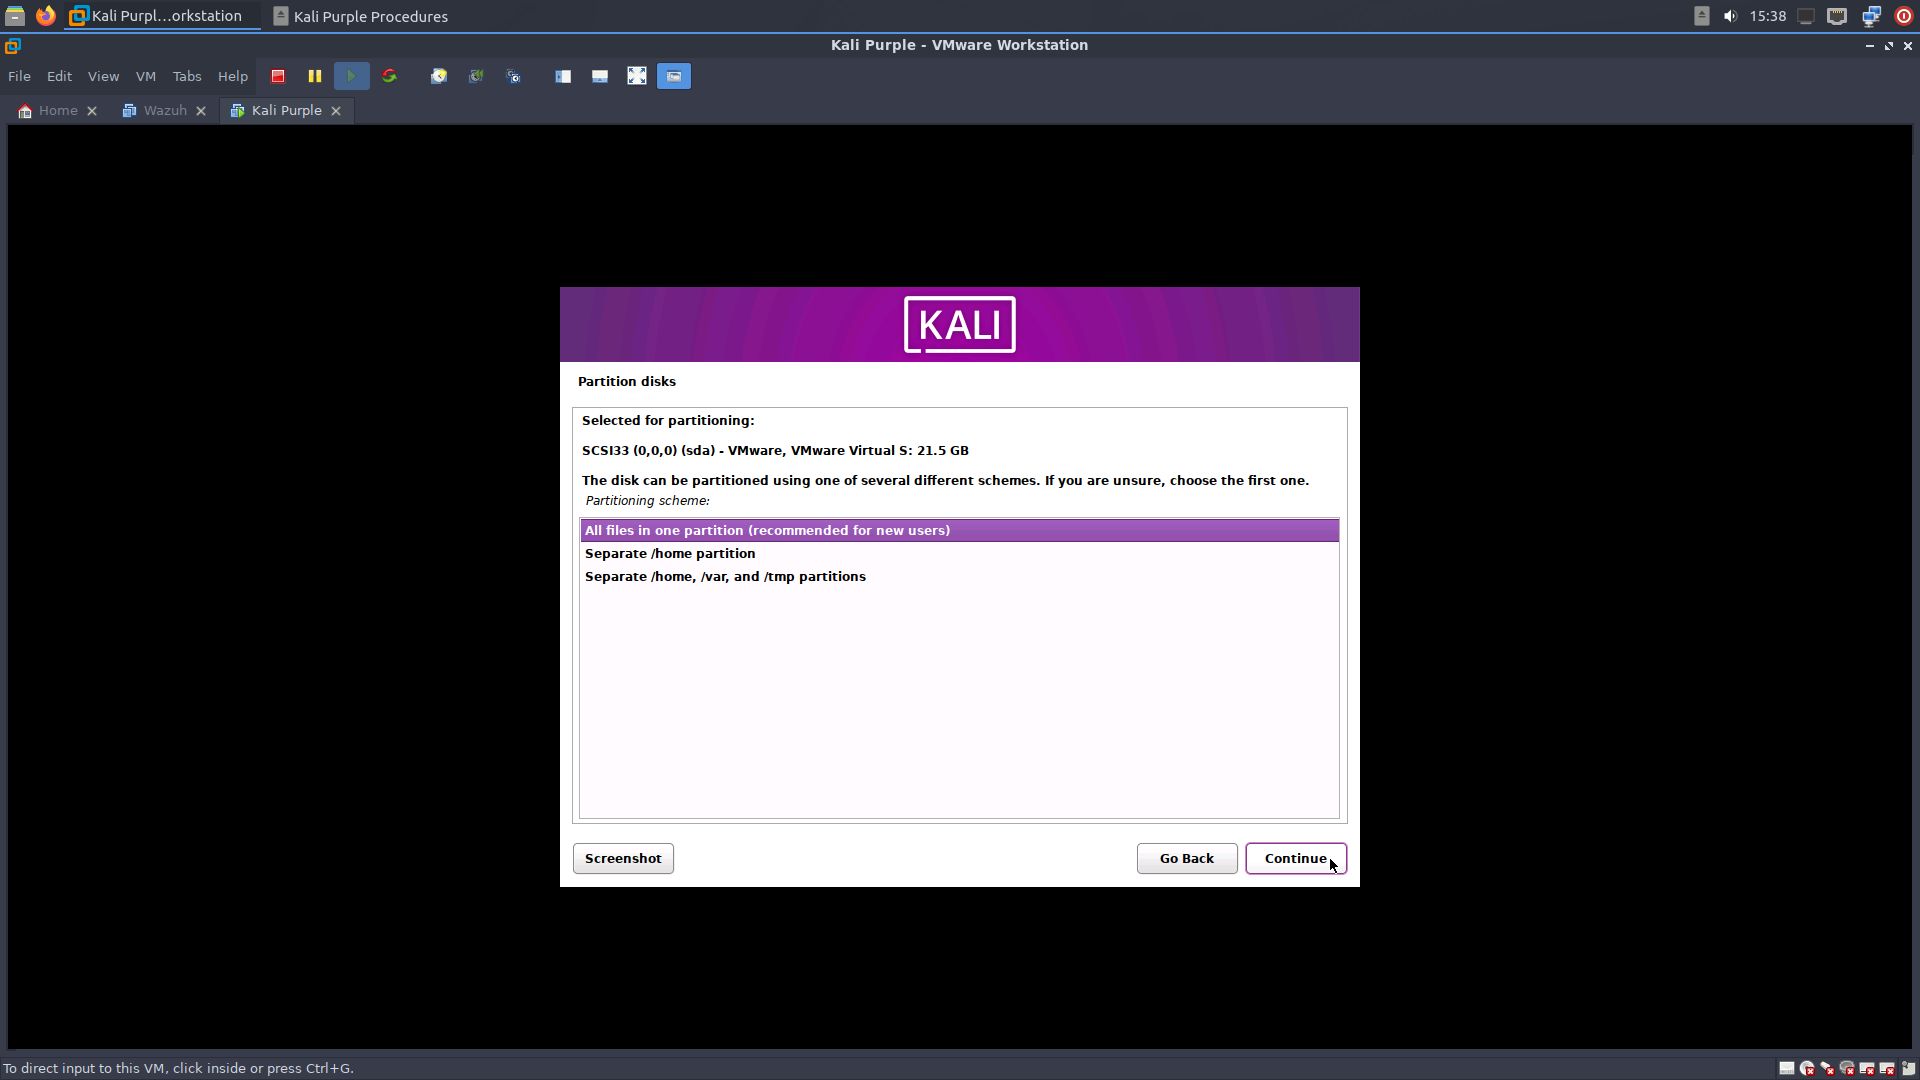 Kali Purpl...orkstation
Kali Purple Procedures
15:38
Kali Purple - VMware Workstation
File Edit View VM Tabs Help
Home
Wazuh
Kali Purple
KALI
Partition disks
Selected for partitioning:
SCSI33 (0,0,0) (sda) - VMware, VMware Virtual S: 21.5 GB
The disk can be partitioned using one of several different schemes. If you are unsure, choose the first one.
Partitioning scheme:
All files in one partition (recommended for new users)
Separate /home partition
Separate /home, /var, and /tmp partitions
Screenshot
Go Back
Continue
To direct input to this VM, click inside or press Ctrl+G.